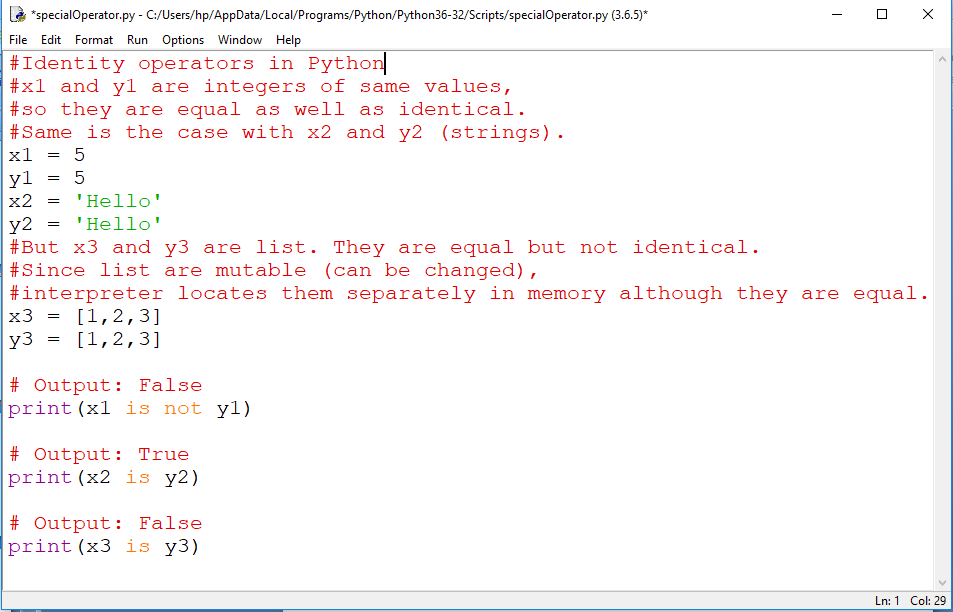 *specialOperator.py - C:/Users/hp/AppData/Local/Programs/Python/Python36-32/Scripts/specialOperator.py (3.6.5)*
File Edit Format Run Options Window Help
#Identity operators in Python
#x1 and y1 are integers of same values,
#so they are equal as well as identical.
#Same is the case with x2 and y2 (strings).
x1 = 5
y1 = 5
x2 = 'Hello'
y2 = 'Hello'
#But x3 and y3 are list. They are equal but not identical.
#Since list are mutable (can be changed),
#interpreter locates them separately in memory although they are equal.
x3 = [1,2,3]
y3 = [1,2,3]
# Output: False
print(x1 is not y1)
# Output: True
print(x2 is y2)
# Output: False
print(x3 is y3)
Ln: 1 Col: 29